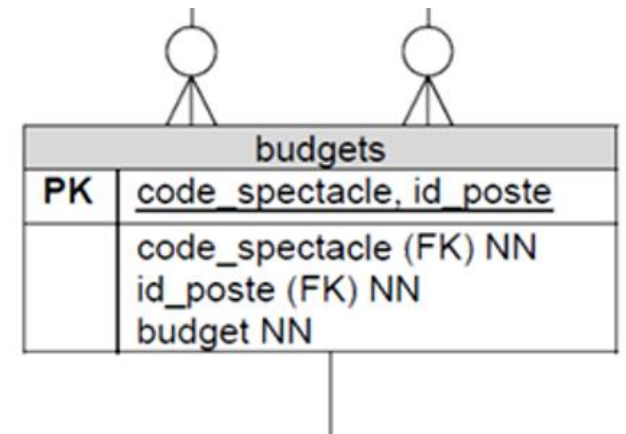 budgets
PK code_spectacle, id_poste
code_spectacle (FK) NN
id_poste (FK) NN
budget NN